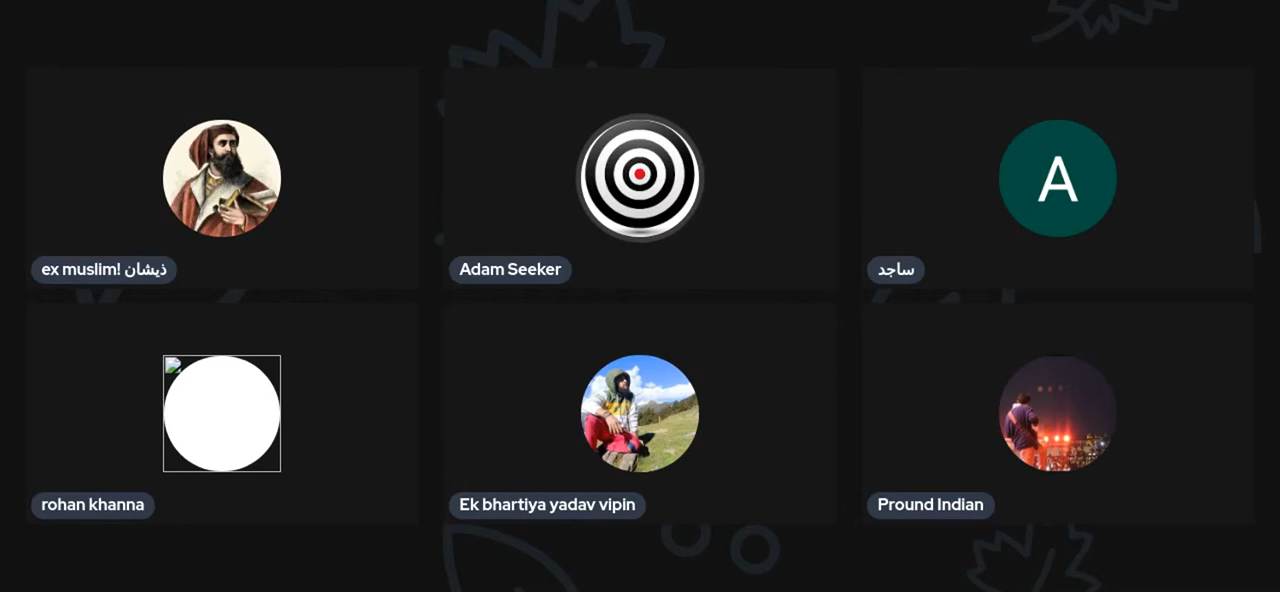 ex muslim! ذیشان
Adam Seeker
A
ساجد
rohan khanna
Ek bhartiya yadav vipin
Pround Indian